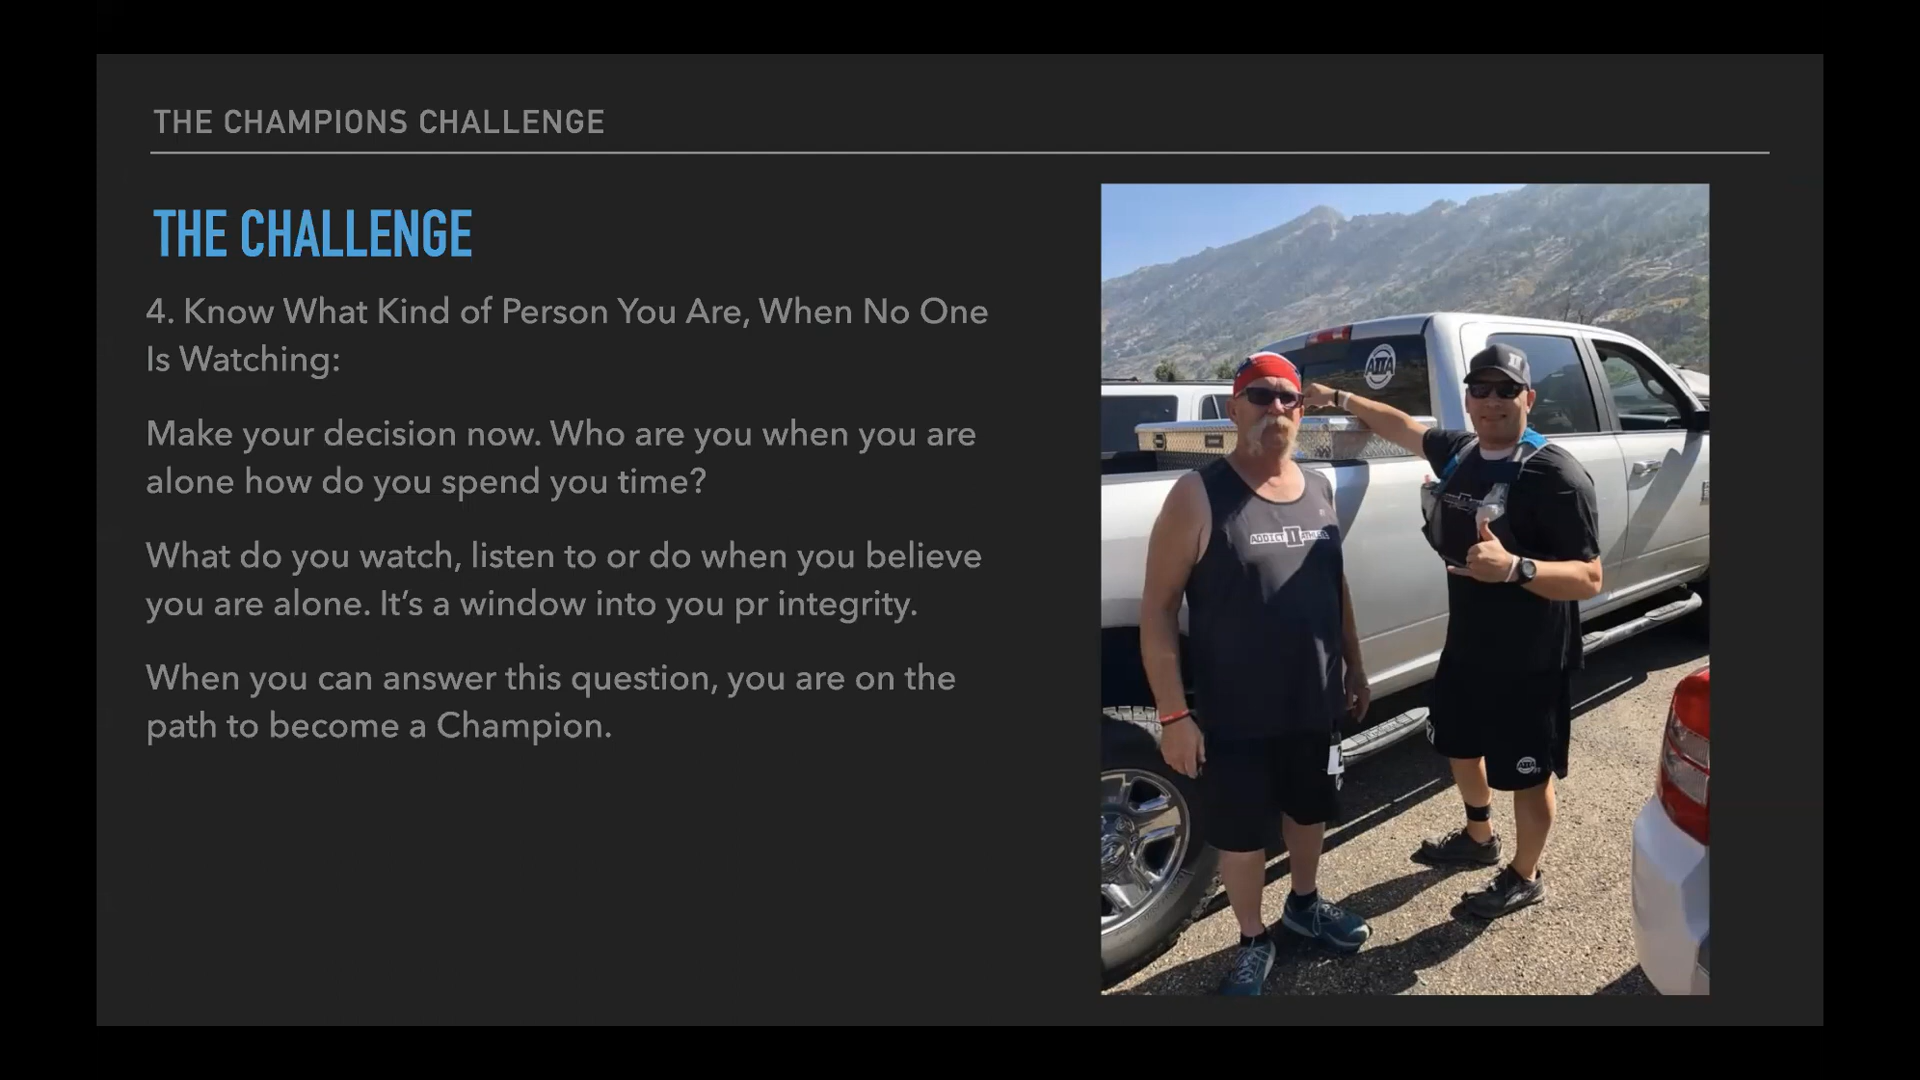 THE CHAMPIONS CHALLENGE
THE CHALLENGE
4. Know What Kind of Person You Are, When No One
Is Watching:
Make your decision now. Who are you when you are
alone how do you spend you time?
What do you watch, listen to or do when you believe
you are alone. It’s a window into you pr integrity.
When you can answer this question, you are on the
path to become a Champion.
ATTA
ADDICT II ATHLETE